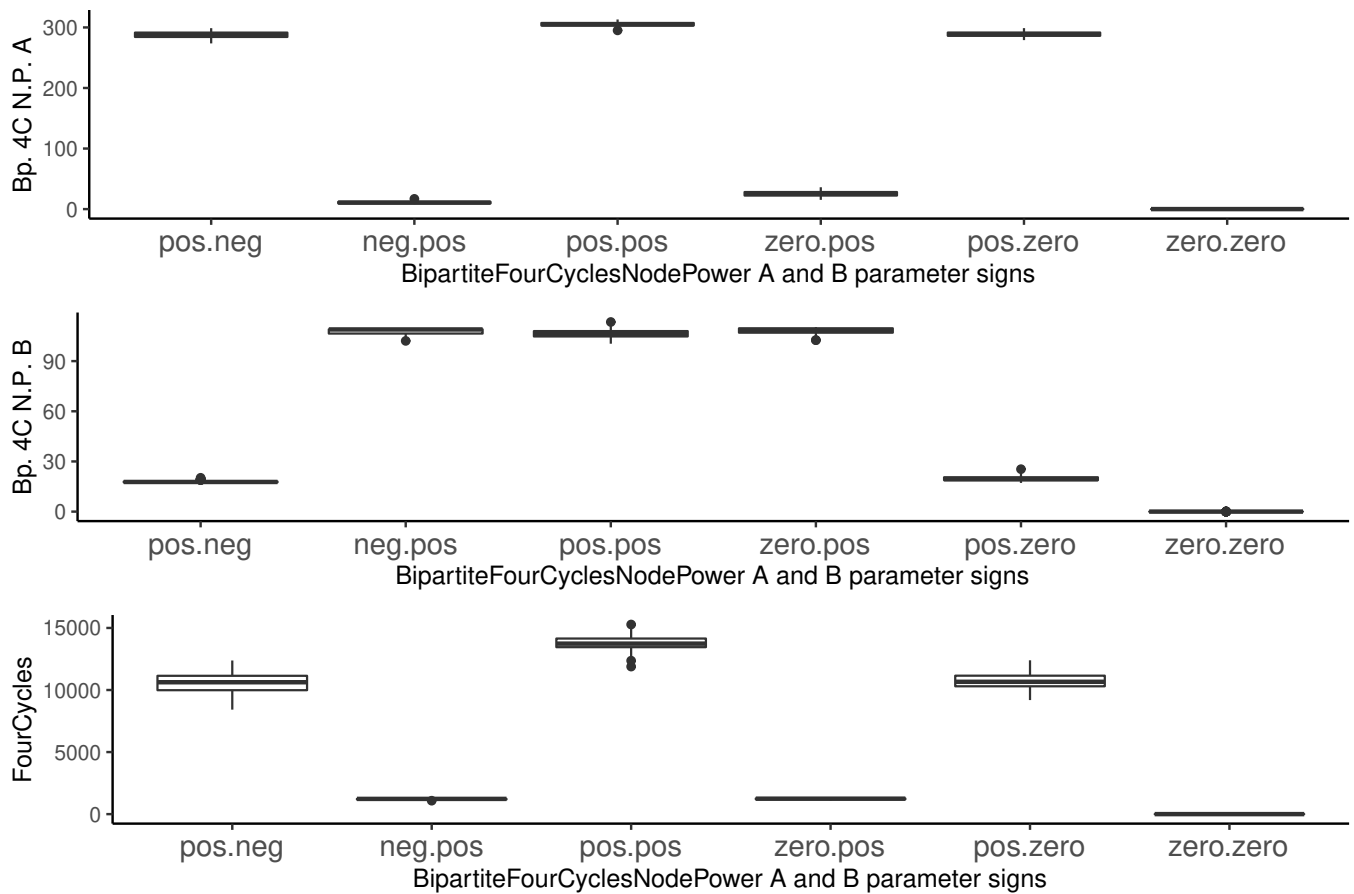 Bp. 4C N.P. A
300
200
100
0
pos.neg neg.pos pos.pos zero.pos pos.zero zero.zero
BipartiteFourCyclesNodePower A and B parameter signs
Bp. 4C N.P. B
90
60
30
0
pos.neg neg.pos pos.pos zero.pos pos.zero zero.zero
BipartiteFourCyclesNodePower A and B parameter signs
FourCycles
15000
10000
5000
0
pos.neg neg.pos pos.pos zero.pos pos.zero zero.zero
BipartiteFourCyclesNodePower A and B parameter signs